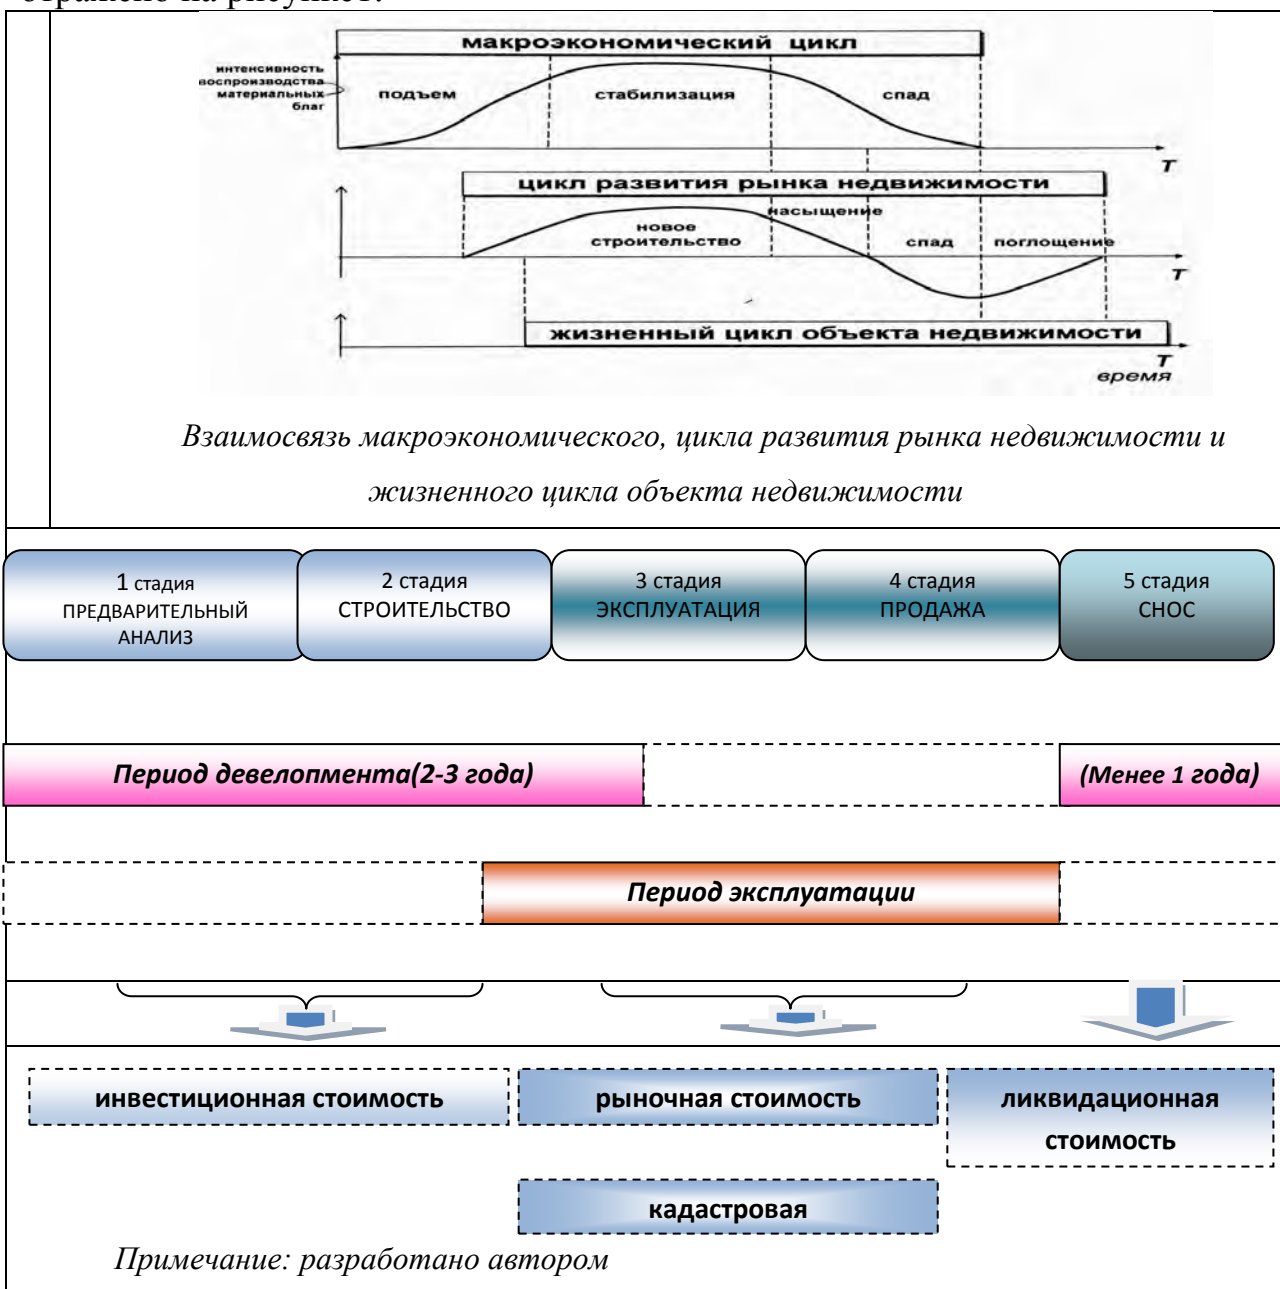 отражено на рисунке1.
макроэкономический цикл
интенсивность
воспроизводства
материальных
благ
подъем
стабилизация
спад
T
цикл развития рынка недвижимости
насыщение
новое
строительство
спад
поглощение
T
жизненный цикл объекта недвижимости
T
время
Взаимосвязь макроэкономического, цикла развития рынка недвижимости и
жизненного цикла объекта недвижимости
1 стадия
ПРЕДВАРИТЕЛЬНЫЙ
АНАЛИЗ
2 стадия
СТРОИТЕЛЬСТВО
3 стадия
ЭКСПЛУАТАЦИЯ
4 стадия
ПРОДАЖА
5 стадия
СНОС
Период девелопмента(2-3 года)
(Менее 1 года)
Период эксплуатации
инвестиционная стоимость
рыночная стоимость
ликвидационная
стоимость
кадастровая
Примечание: разработано автором